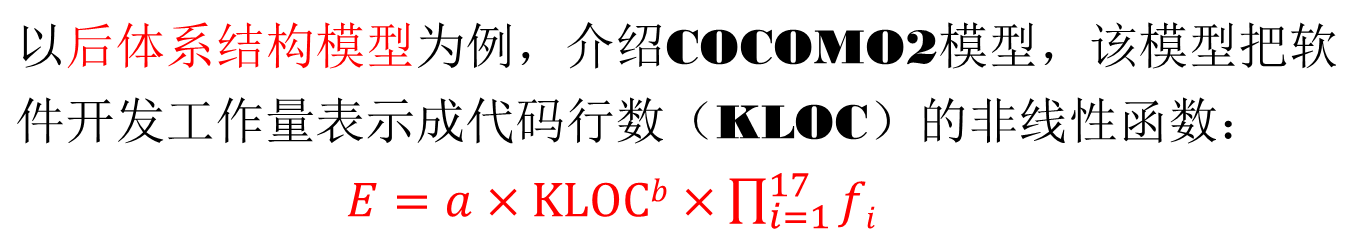 以后体系结构模型为例，介绍COCOMO2模型，该模型把软
件开发工作量表示成代码行数（KLOC）的非线性函数：
E = a × KLOC^b × ∏_{i=1}^{17} f_i